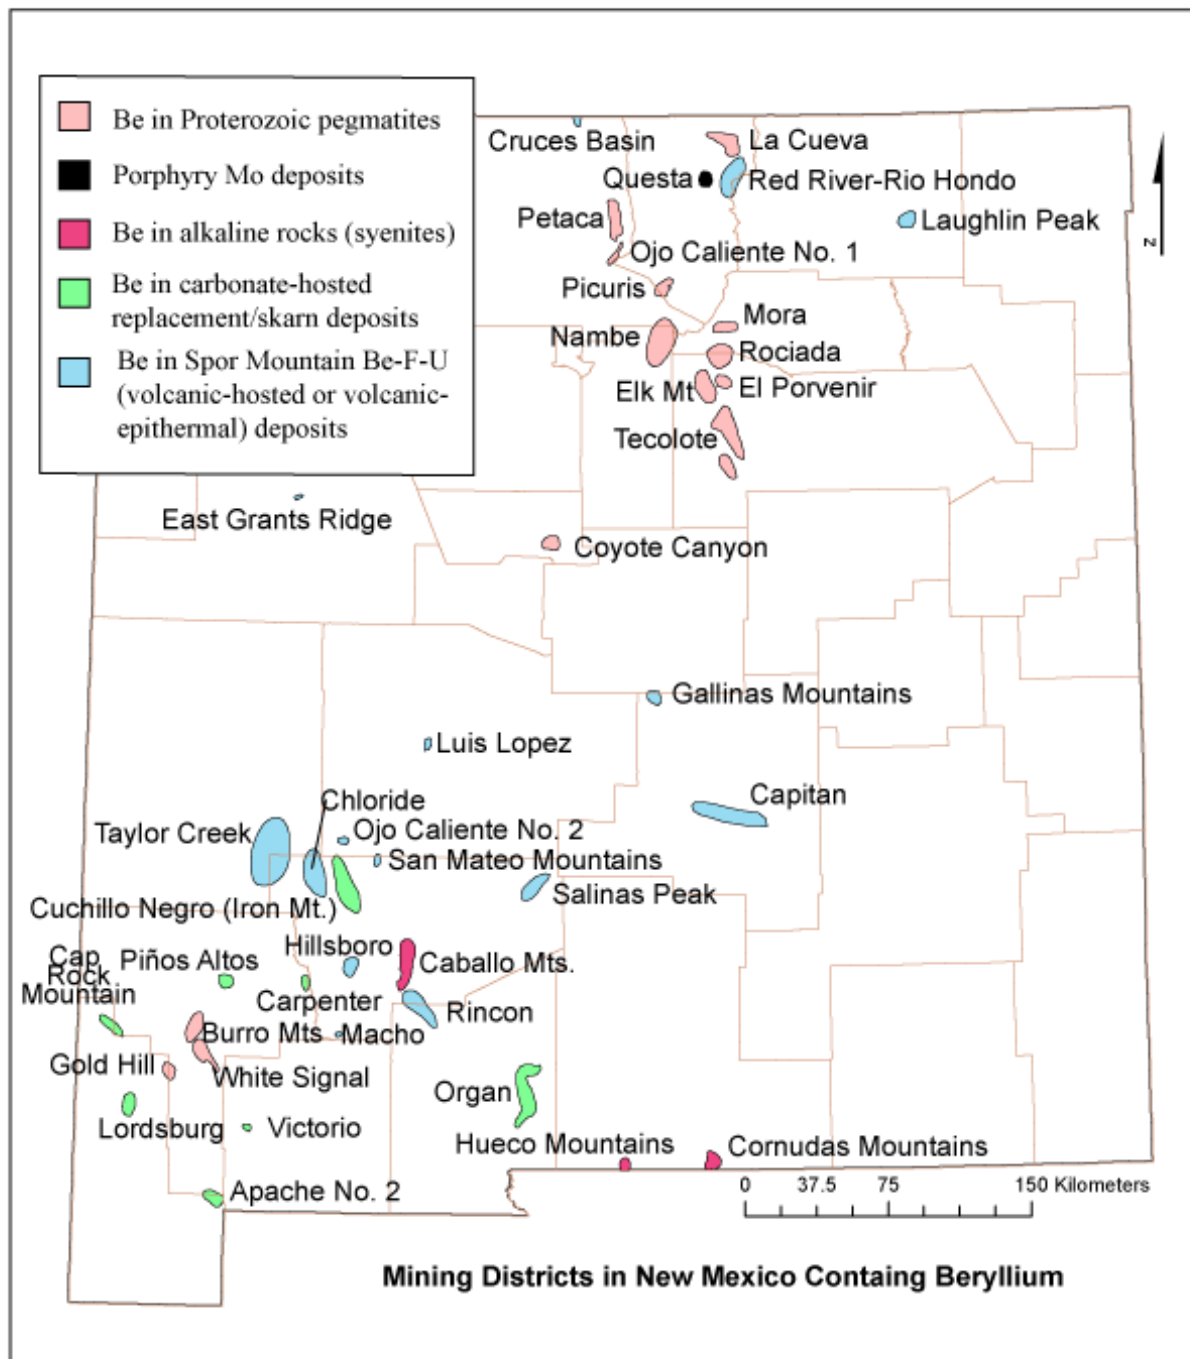 Be in Proterozoic pegmatites
Porphyry Mo deposits
Be in alkaline rocks (syenites)
Be in carbonate-hosted
replacement/skarn deposits
Be in Spor Mountain Be-F-U
(volcanic-hosted or volcanic-
epithermal) deposits
Cruces Basin
La Cueva
Questa
Red River-Rio Hondo
Petaca
Laughlin Peak
N
Ojo Caliente No. 1
Picuris
Mora
Nambe
Rociada
Elk Mt
El Porvenir
Tecolote
East Grants Ridge
Coyote Canyon
Gallinas Mountains
Luis Lopez
Chloride
Capitan
Taylor Creek
Ojo Caliente No. 2
San Mateo Mountains
Salinas Peak
Cuchillo Negro (Iron Mt.)
Hillsboro
Cap
Rock
Mountain
Piños Altos
Caballo Mts.
Carpenter
Rincon
Burro Mts
Macho
Gold Hill
White Signal
Organ
Lordsburg
Victorio
Hueco Mountains
Cornudas Mountains
Apache No. 2
0 37.5 75 150 Kilometers
Mining Districts in New Mexico Containg Beryllium